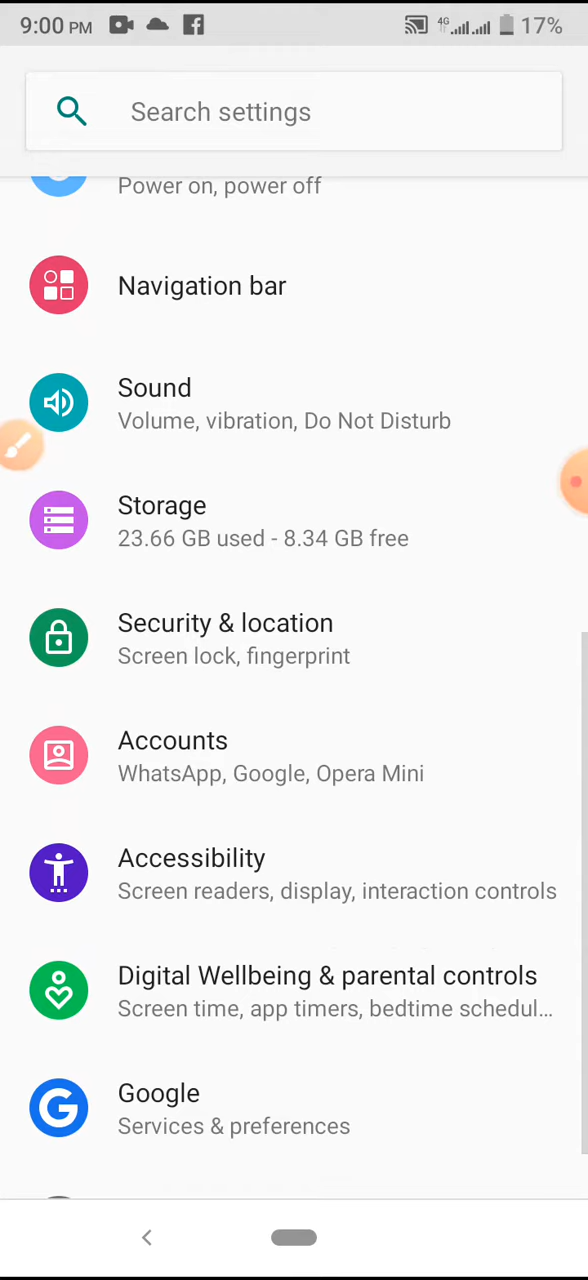 9:00 PM 4G 17%
Search settings
Power on, power off
Navigation bar
Sound
Volume, vibration, Do Not Disturb
Storage
23.66 GB used - 8.34 GB free
Security & location
Screen lock, fingerprint
Accounts
WhatsApp, Google, Opera Mini
Accessibility
Screen readers, display, interaction controls
Digital Wellbeing & parental controls
Screen time, app timers, bedtime schedul...
Google
Services & preferences